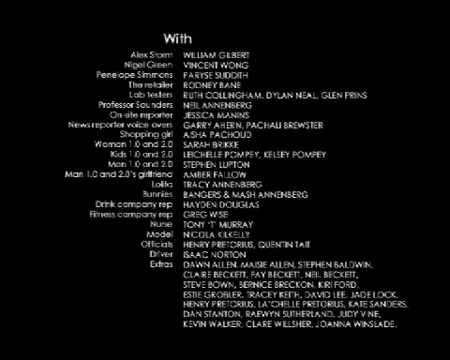 With
Alex Storm WILLIAM GILBERT
Nigel Green VINCENT WONG
Penelope Simmons FARYSE SUDDITH
The retailer RODNEY BANE
Lab testers RUTH COLLINGHAM, DYLAN NEAL, GLEN PRINS
Professor Saunders NEIL ANNENBERG
On-site reporter JESSICA MANINS
News reporter voice overs GARRY AHERN, PACHALI BREWSTER
Shopping girl AISHA PACHOUD
Woman 1.0 and 2.0 SARAH BRIKKE
Kids 1.0 and 2.0 LEICHELLE POMPEY, KELSEY POMPEY
Man 1.0 and 2.0 STEPHEN LUPTON
Man 1.0 and 2.0's girlfriend AMBER FALLOW
Lolita TRACY ANNENBERG
Bunnies BANGERS & MASH ANNENBERG
Drink company rep HAYDEN DOUGLAS
Fitness company rep GREG WISE
Nurse TONY 'T' MURRAY
Model NICOLA KILKELLY
Officials HENRY PRETORIUS, QUENTIN TAIT
Driver ISAAC NORTON
Extras DAWN ALLEN, MAISIE ALLEN, STEPHEN BALDWIN,
CLAIRE BECKETT, FAY BECKETT, NEIL BECKETT,
STEVE BOWN, BERNICE BRECKON, KIRI FORD,
ESTIE GROBLER, TRACEY KEITH, DAVID LEE, JADE LOCK,
HENRY PRETORIUS, LA'CHELLE PRETORIUS, KATE SANDERS,
DAN STANTON, RAEWYN SUTHERLAND, JUDY VINE,
KEVIN WALKER, CLARE WILLSHER, JOANNA WINSLADE,